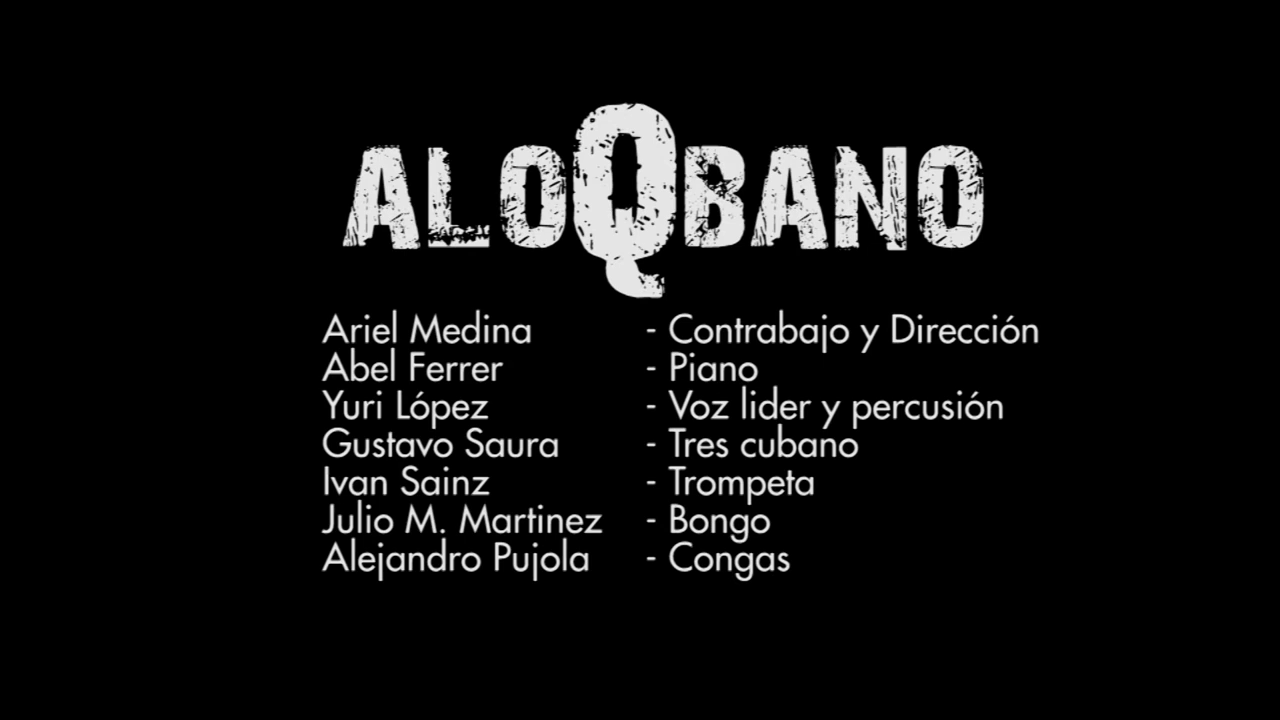 ALOQBANO
Ariel Medina - Contrabajo y Dirección
Abel Ferrer - Piano
Yuri López - Voz lider y percusión
Gustavo Saura - Tres cubano
Ivan Sainz - Trompeta
Julio M. Martinez - Bongo
Alejandro Pujola - Congas